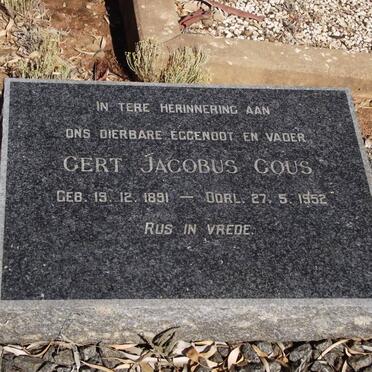 IN TERE HERINNERING AAN
ONS DIERBARE EGGENOOT EN VADER
GERT JACOBUS GOUS
GEB. 19. 12. 1891 — OORL. 27. 5. 1952
RUS IN VREDE.